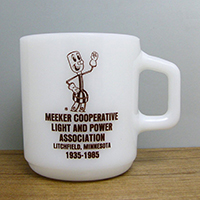 MEEKER COOPERATIVE
LIGHT AND POWER
ASSOCIATION
LITCHFIELD, MINNESOTA
1935-1985